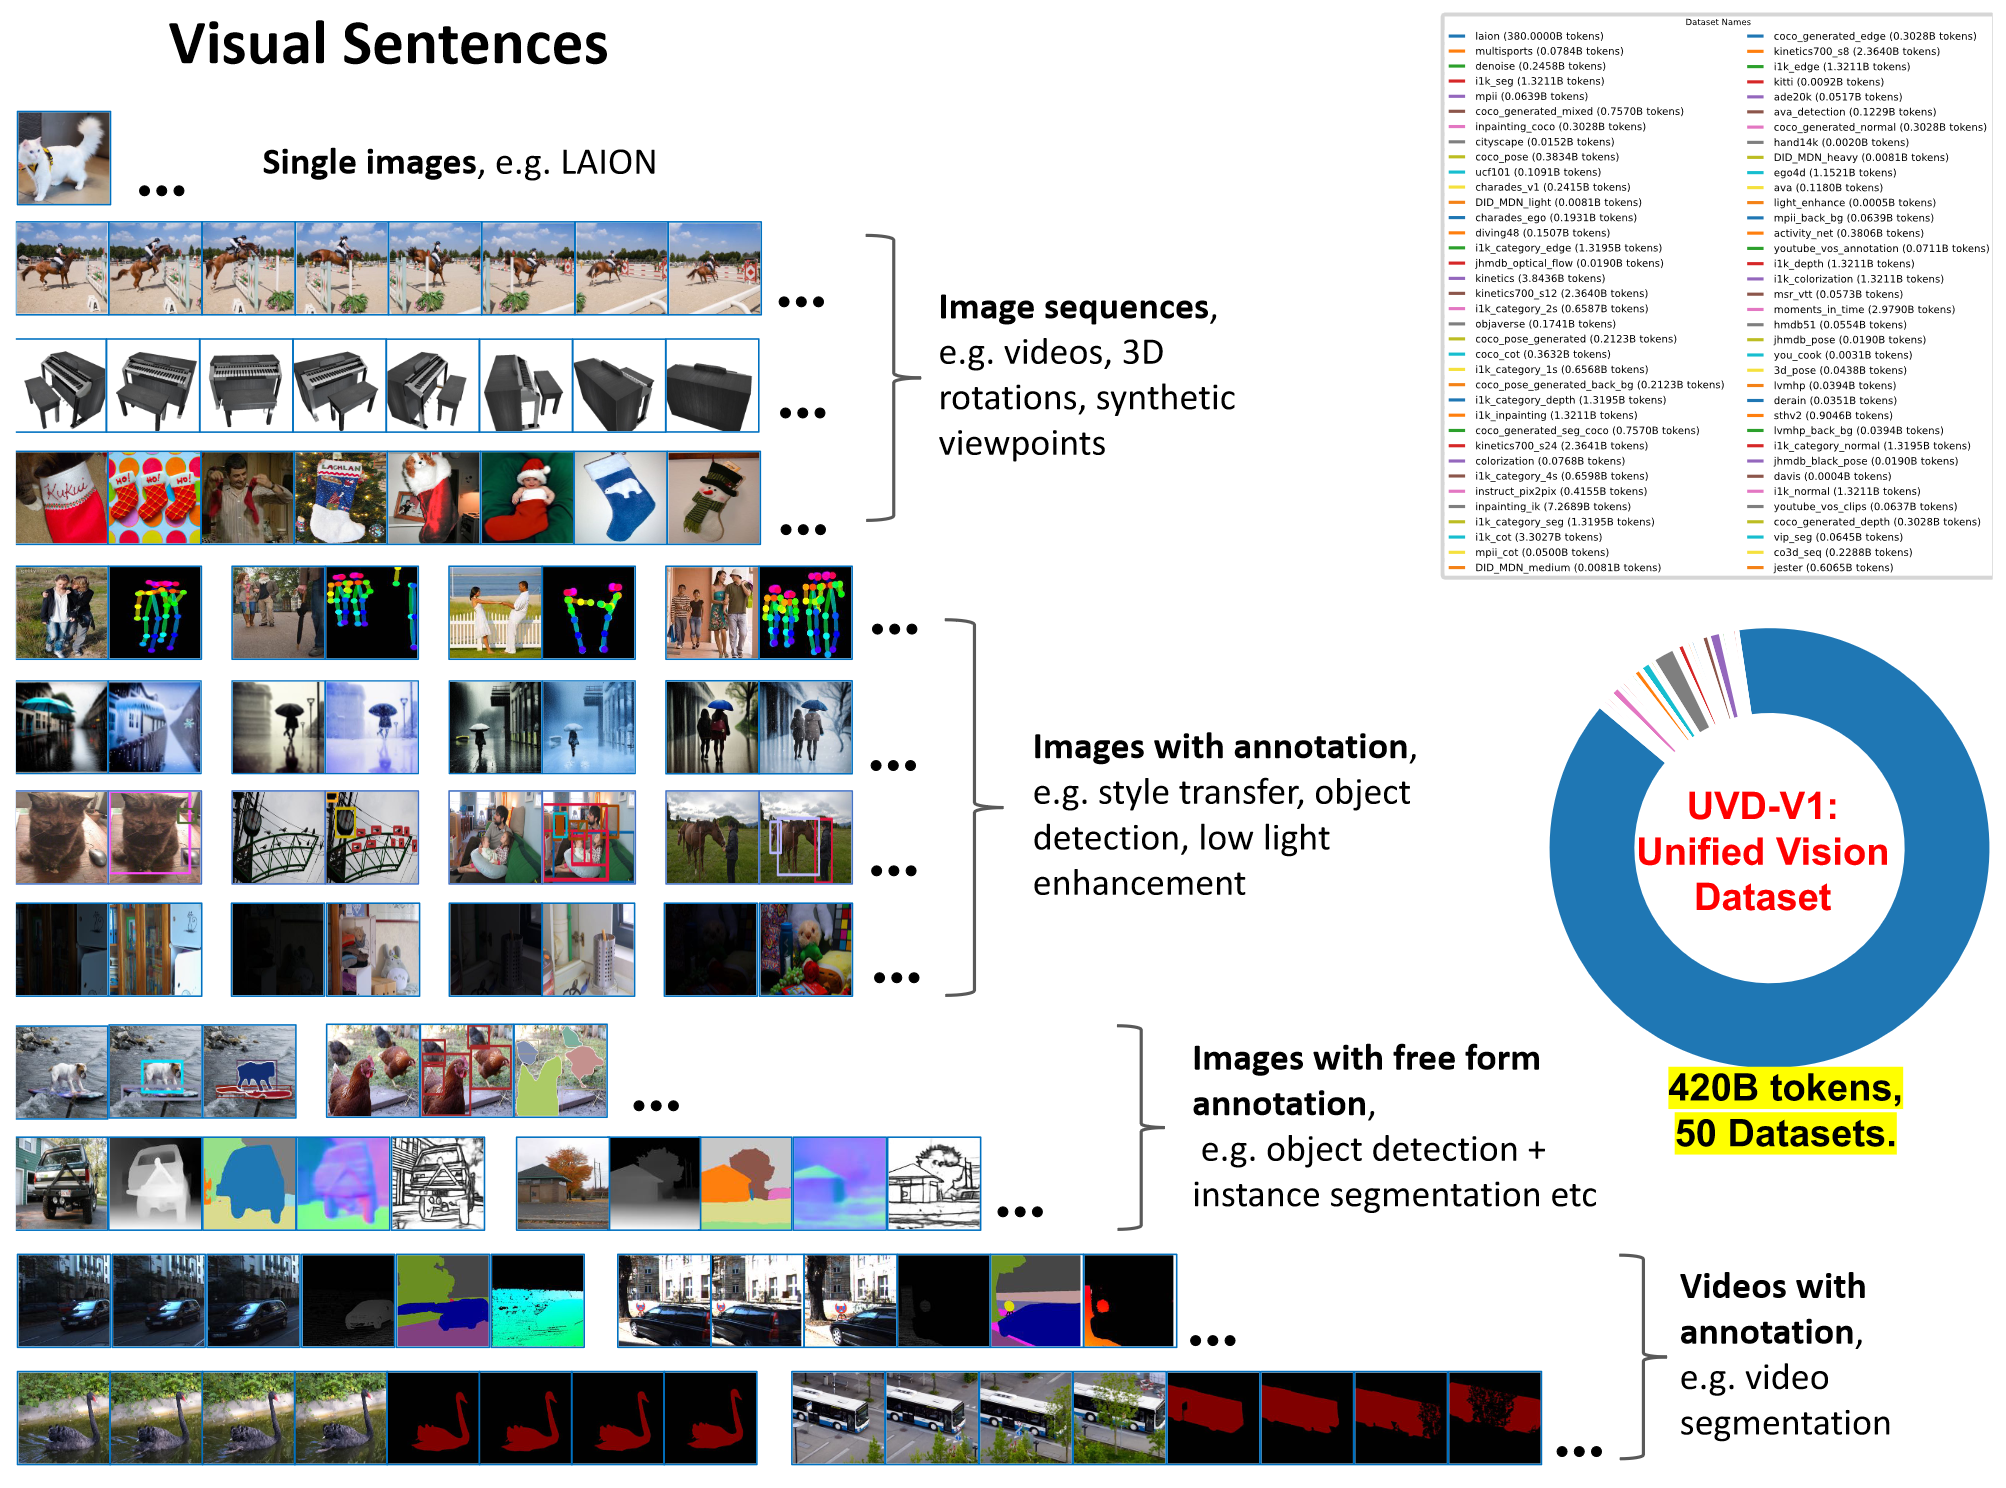 Visual Sentences
Single images, e.g. LAION
Image sequences,
e.g. videos, 3D
rotations, synthetic
viewpoints
Kukui
HO!
HO!
HO!
LACHLAN
Images with annotation,
e.g. style transfer, object
detection, low light
enhancement
Images with free form
annotation,
e.g. object detection +
instance segmentation etc
Videos with
annotation,
e.g. video
segmentation
Dataset Names
laion (380.0000B tokens)
multisports (0.0784B tokens)
denoise (0.2458B tokens)
i1k_seg (1.3211B tokens)
mpii (0.0639B tokens)
coco_generated_mixed (0.7570B tokens)
inpainting_coco (0.3028B tokens)
cityscape (0.0152B tokens)
coco_pose (0.3834B tokens)
ucf101 (0.1091B tokens)
charades_v1 (0.2415B tokens)
DID_MDN_light (0.0081B tokens)
charades_ego (0.1931B tokens)
diving48 (0.1507B tokens)
i1k_category_edge (1.3195B tokens)
jhmdb_optical_flow (0.0190B tokens)
kinetics (3.8436B tokens)
kinetics700_s12 (2.3640B tokens)
i1k_category_2s (0.6587B tokens)
objaverse (0.1741B tokens)
coco_pose_generated (0.2123B tokens)
coco_cot (0.3632B tokens)
i1k_category_1s (0.6568B tokens)
coco_pose_generated_back_bg (0.2123B tokens)
i1k_category_depth (1.3195B tokens)
i1k_inpainting (1.3211B tokens)
coco_generated_seg_coco (0.7570B tokens)
kinetics700_s24 (2.3641B tokens)
colorization (0.0768B tokens)
i1k_category_4s (0.6598B tokens)
instruct_pix2pix (0.4155B tokens)
inpainting_ik (7.2689B tokens)
i1k_category_seg (1.3195B tokens)
i1k_cot (3.3027B tokens)
mpii_cot (0.0500B tokens)
DID_MDN_medium (0.0081B tokens)
coco_generated_edge (0.3028B tokens)
kinetics700_s8 (2.3640B tokens)
i1k_edge (1.3211B tokens)
kitti (0.0092B tokens)
ade20k (0.0517B tokens)
ava_detection (0.1229B tokens)
coco_generated_normal (0.3028B tokens)
hand14k (0.0020B tokens)
DID_MDN_heavy (0.0081B tokens)
ego4d (1.1521B tokens)
ava (0.1180B tokens)
light_enhance (0.0005B tokens)
mpii_back_bg (0.0639B tokens)
activity_net (0.3806B tokens)
youtube_vos_annotation (0.0711B tokens)
i1k_depth (1.3211B tokens)
i1k_colorization (1.3211B tokens)
msr_vtt (0.0573B tokens)
moments_in_time (2.9790B tokens)
hmdb51 (0.0554B tokens)
jhmdb_pose (0.0190B tokens)
you_cook (0.0031B tokens)
3d_pose (0.0438B tokens)
lvmhp (0.0394B tokens)
derain (0.0351B tokens)
sthv2 (0.9046B tokens)
lvmhp_back_bg (0.0394B tokens)
i1k_category_normal (1.3195B tokens)
jhmdb_black_pose (0.0190B tokens)
davis (0.0004B tokens)
i1k_normal (1.3211B tokens)
youtube_vos_clips (0.0637B tokens)
coco_generated_depth (0.3028B tokens)
vip_seg (0.0645B tokens)
co3d_seq (0.2288B tokens)
jester (0.6065B tokens)
UVD-V1:
Unified Vision
Dataset
420B tokens,
50 Datasets.